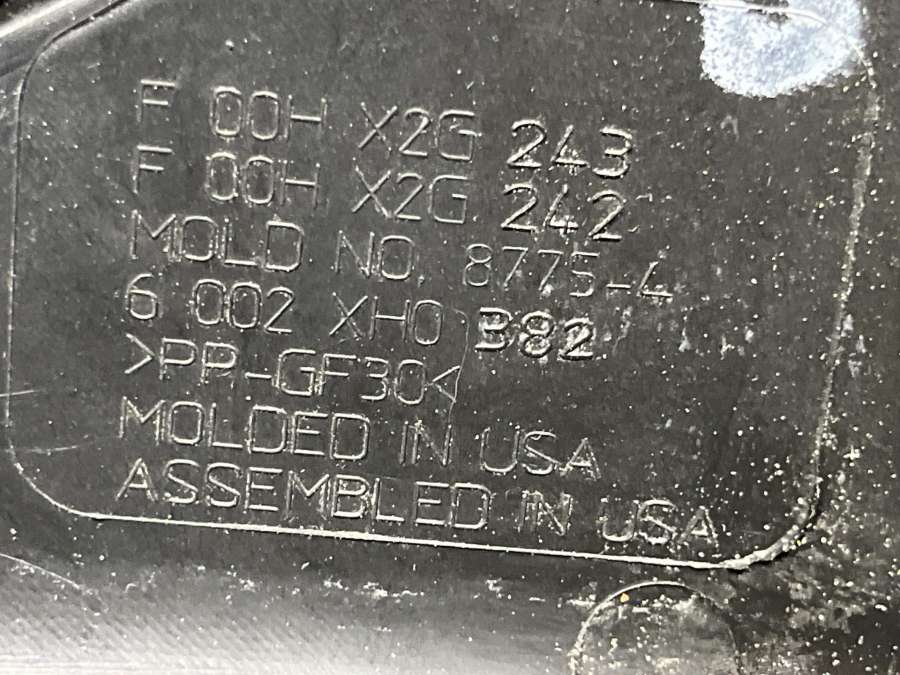 F 00H X2G 243
F 00H X2G 242
MOLD NO. 8775-4
6 002 XH0 B82
>PP-GF30<
MOLDED IN USA
ASSEMBLED IN USA